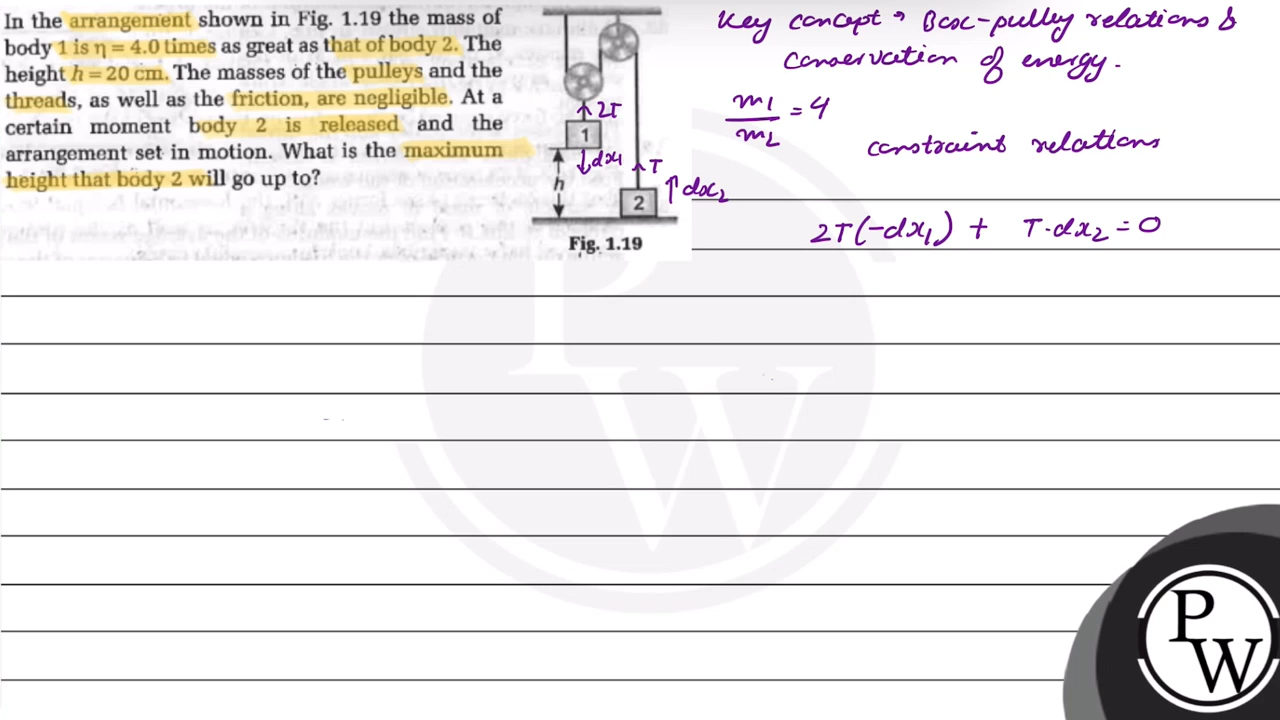 In the arrangement shown in Fig. 1.19 the mass of
body 1 is η = 4.0 times as great as that of body 2. The
height h = 20 cm. The masses of the pulleys and the
threads, as well as the friction, are negligible. At a
certain moment body 2 is released and the
arrangement set in motion. What is the maximum
height that body 2 will go up to?
2T
1
dx1
h
T
dx2
2
Fig. 1.19
Key concept → Box-pulley relations &
conservation of energy.
m1/m2 = 4
constraint relations
2T(-dx1) + T·dx2 = 0
PW
P
W